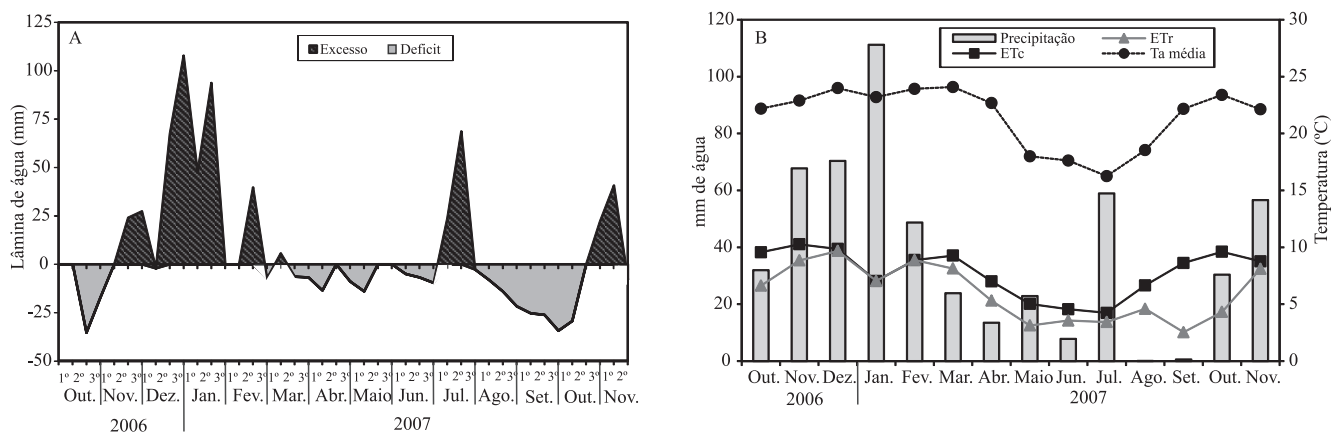 A
Excesso Deficit
Lâmina de água (mm)
125
100
75
50
25
0
-25
-50
1º 2º 3º 1º 2º 3º 1º 2º 3º 1º 2º 3º 1º 2º 3º 1º 2º 3º 1º 2º 3º 1º 2º 3º 1º 2º 3º 1º 2º 3º 1º 2º 3º 1º 2º 3º 1º 2º 3º 1º 2º
Out. Nov. Dez. Jan. Fev. Mar. Abr. Maio Jun. Jul. Ago. Set. Out. Nov.
2006 2007
B
Precipitação ETr
ETc Ta média
mm de água
120
100
80
60
40
20
0
Temperatura (ºC)
30
25
20
15
10
5
0
Out. Nov. Dez. Jan. Fev. Mar. Abr. Maio Jun. Jul. Ago. Set. Out. Nov.
2006 2007